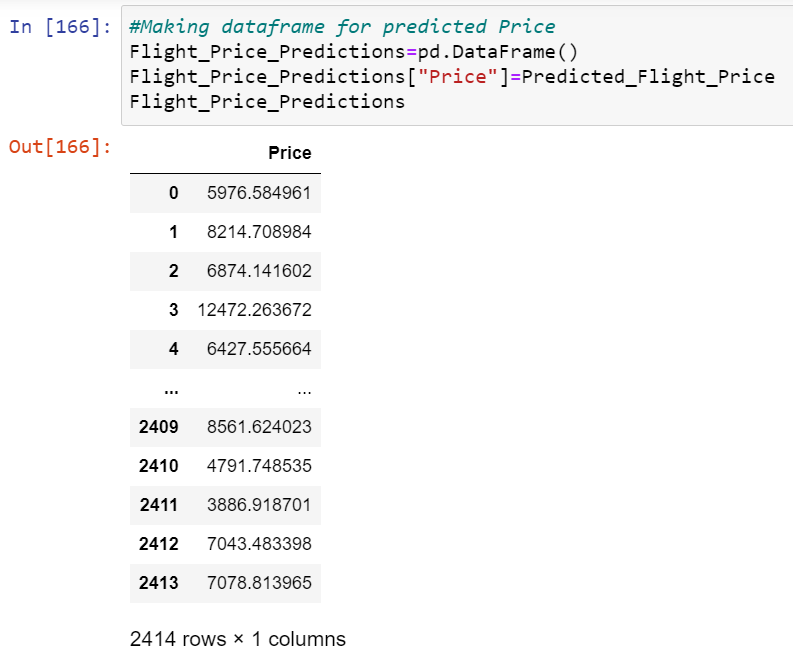 In [166]: #Making dataframe for predicted Price
Flight_Price_Predictions=pd.DataFrame()
Flight_Price_Predictions["Price"]=Predicted_Flight_Price
Flight_Price_Predictions
Out[166]:
Price
0 5976.584961
1 8214.708984
2 6874.141602
3 12472.263672
4 6427.555664
... ...
2409 8561.624023
2410 4791.748535
2411 3886.918701
2412 7043.483398
2413 7078.813965
2414 rows × 1 columns